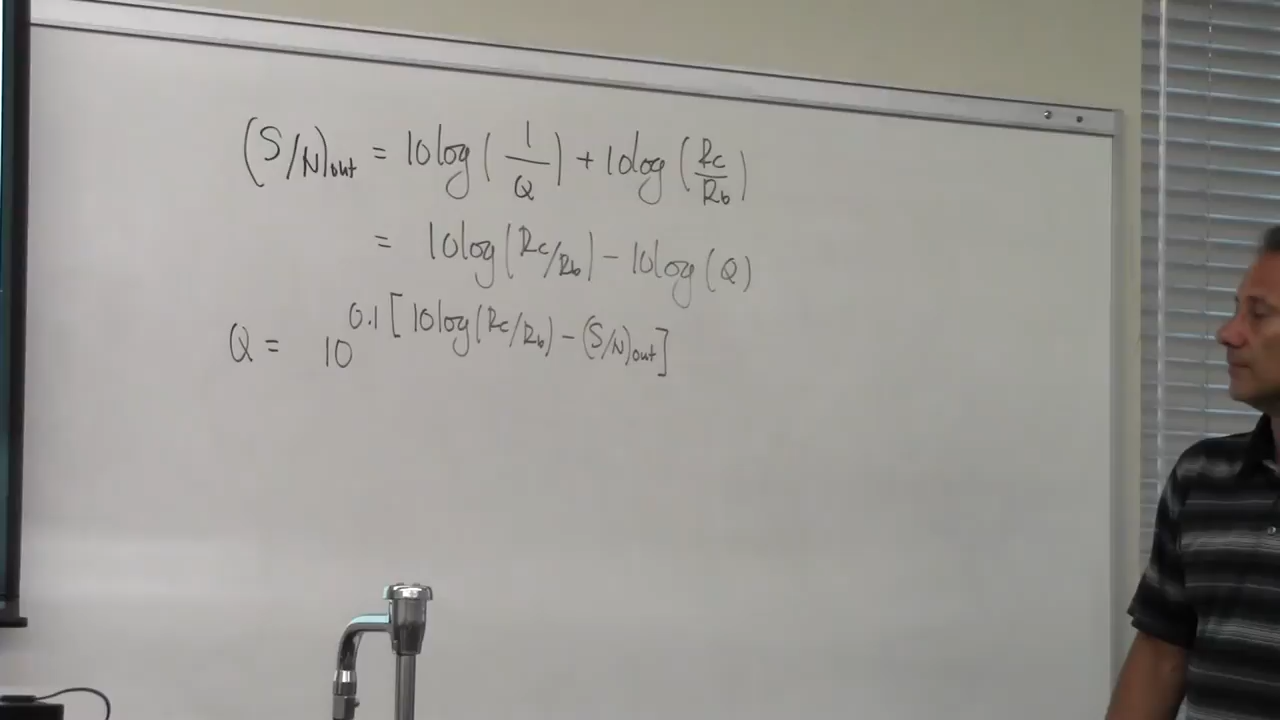 (S/N)out = 10log(1/Q) + 10log(Rc/Rb)
= 10log(Rc/Rb) - 10log(Q)
Q = 10^0.1[10log(Rc/Rb) - (S/N)out]